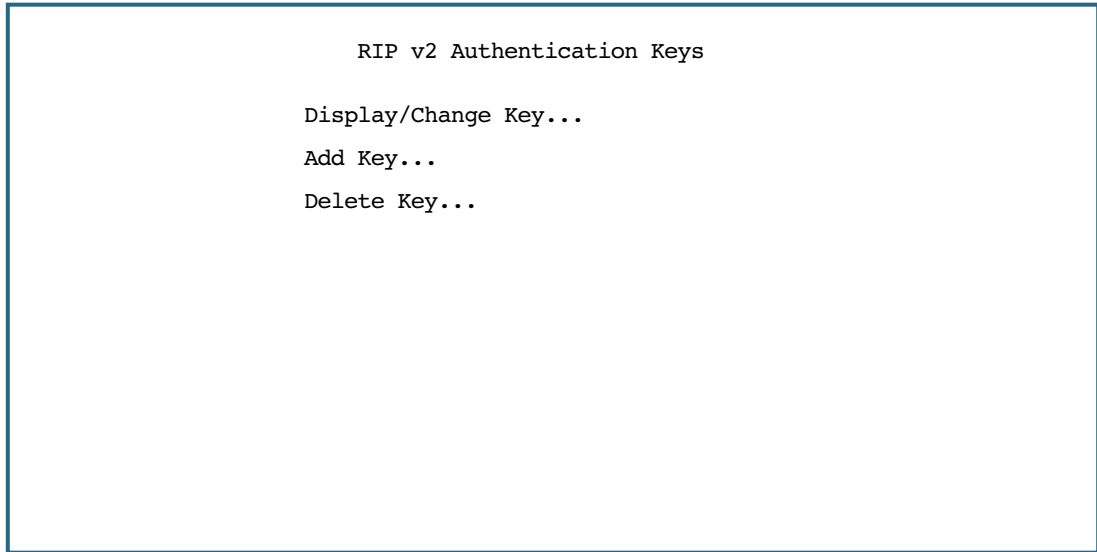 RIP v2 Authentication Keys
Display/Change Key...
Add Key...
Delete Key...